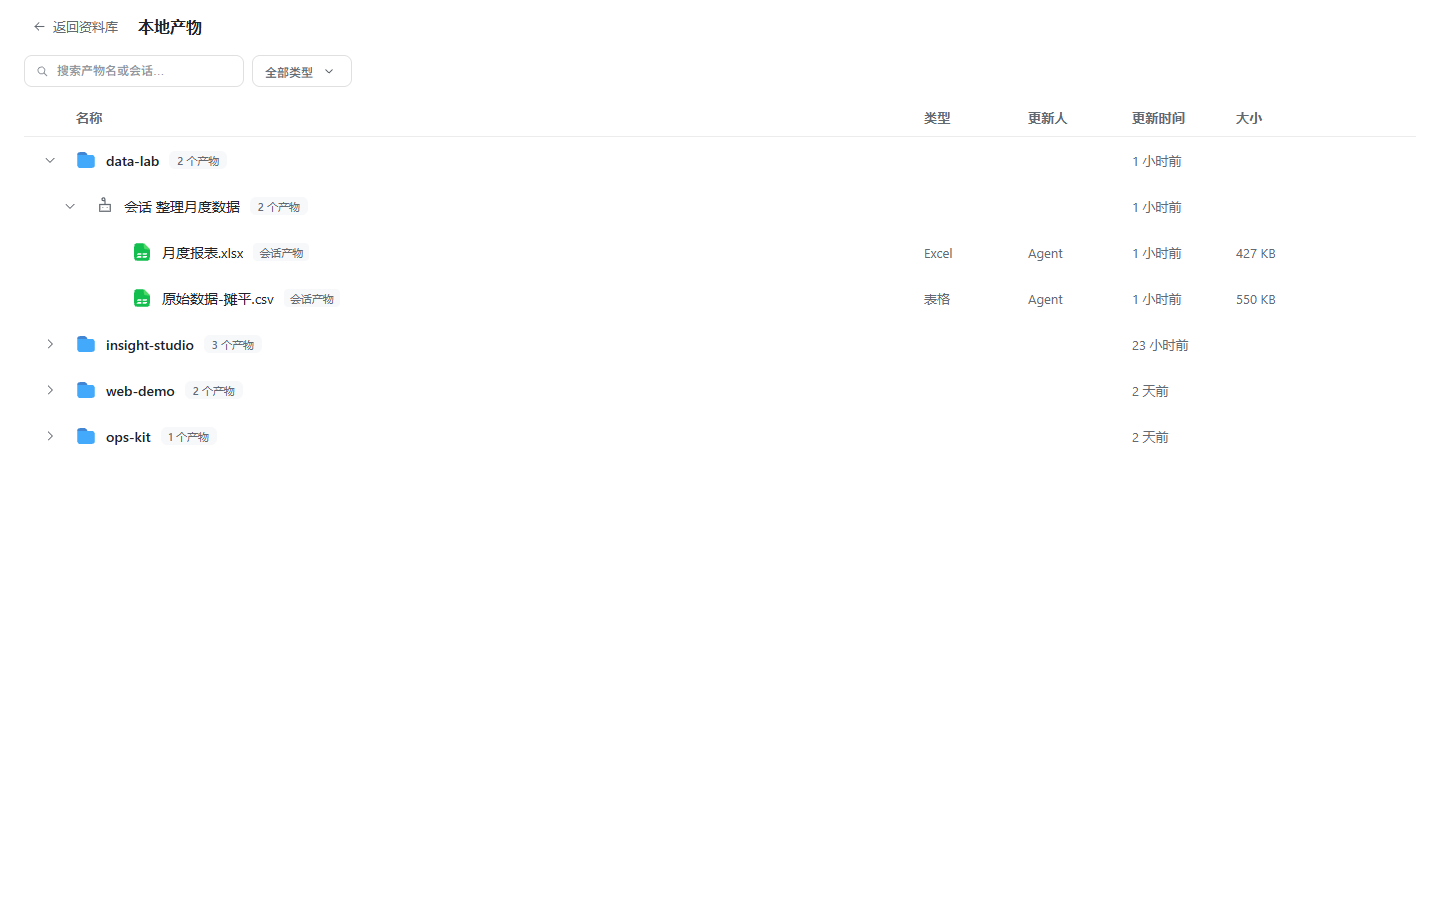 返回资料库 本地产物
搜索产物名或会话... 全部类型
名称 类型 更新人 更新时间 大小
data-lab 2 个产物 1 小时前
会话 整理月度数据 2 个产物 1 小时前
月度报表.xlsx 会话产物 Excel Agent 1 小时前 427 KB
原始数据-摊平.csv 会话产物 表格 Agent 1 小时前 550 KB
insight-studio 3 个产物 23 小时前
web-demo 2 个产物 2 天前
ops-kit 1 个产物 2 天前